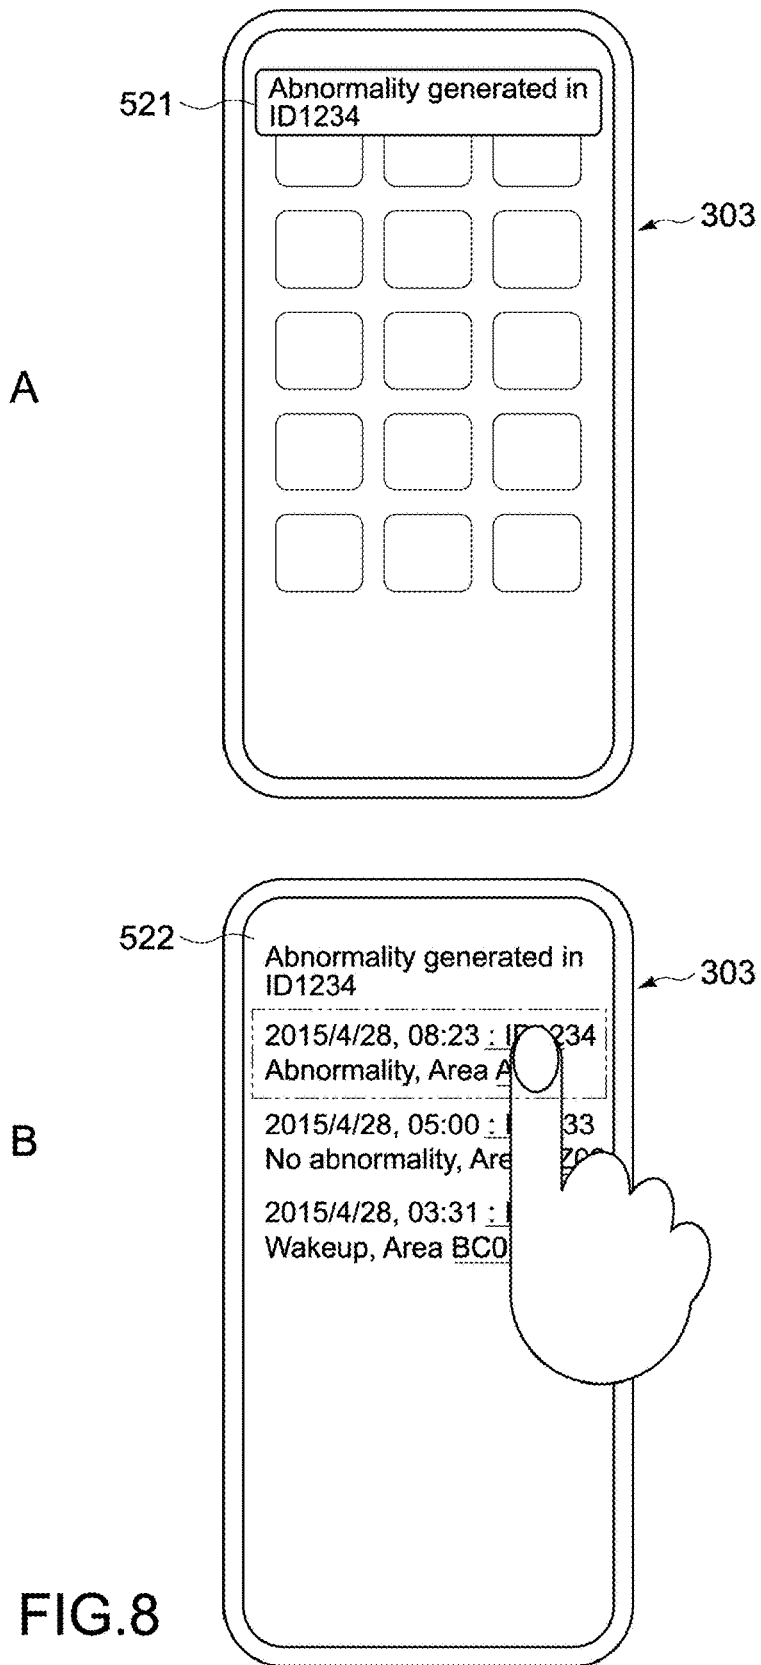 521
Abnormality generated in
ID1234
303
A
522
Abnormality generated in
ID1234
303
2015/4/28, 08:23 : 234
Abnormality, Area
B
2015/4/28, 05:00 : 33
No abnormality,
2015/4/28, 03:31 :
Wakeup, Area BC0
FIG.8